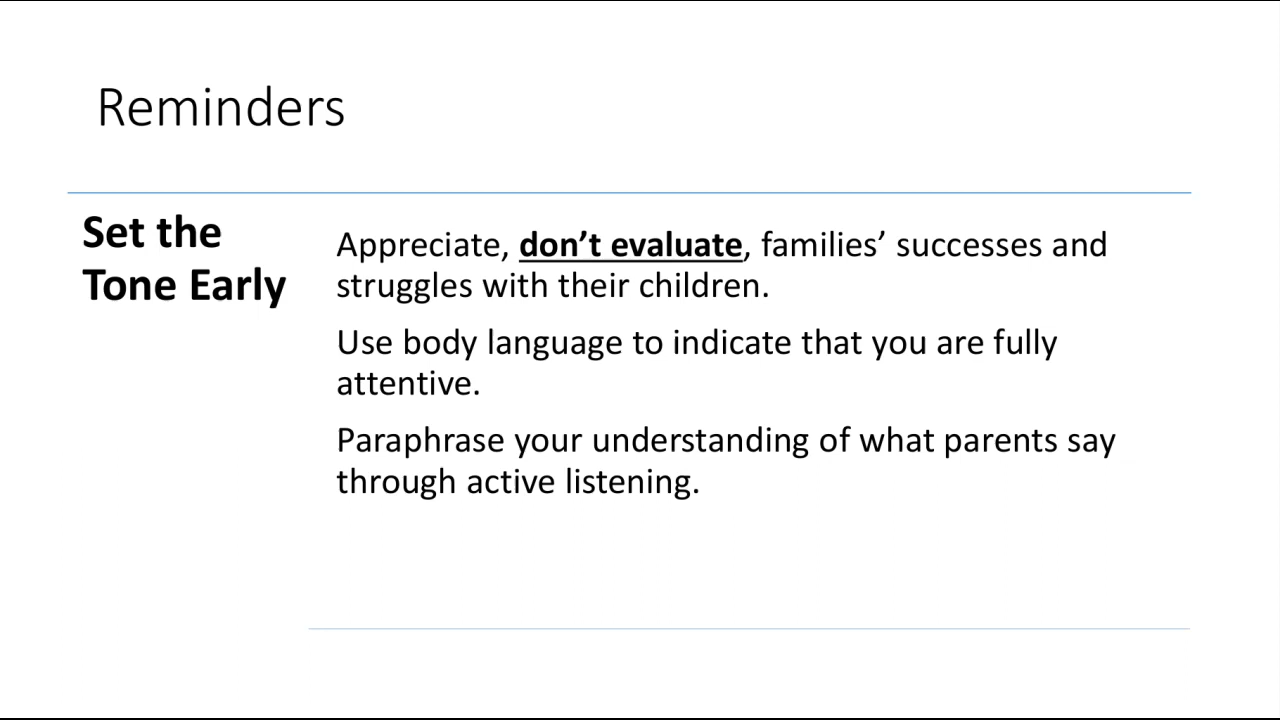 Reminders
Set the
Tone Early
Appreciate, don’t evaluate, families’ successes and
struggles with their children.
Use body language to indicate that you are fully
attentive.
Paraphrase your understanding of what parents say
through active listening.